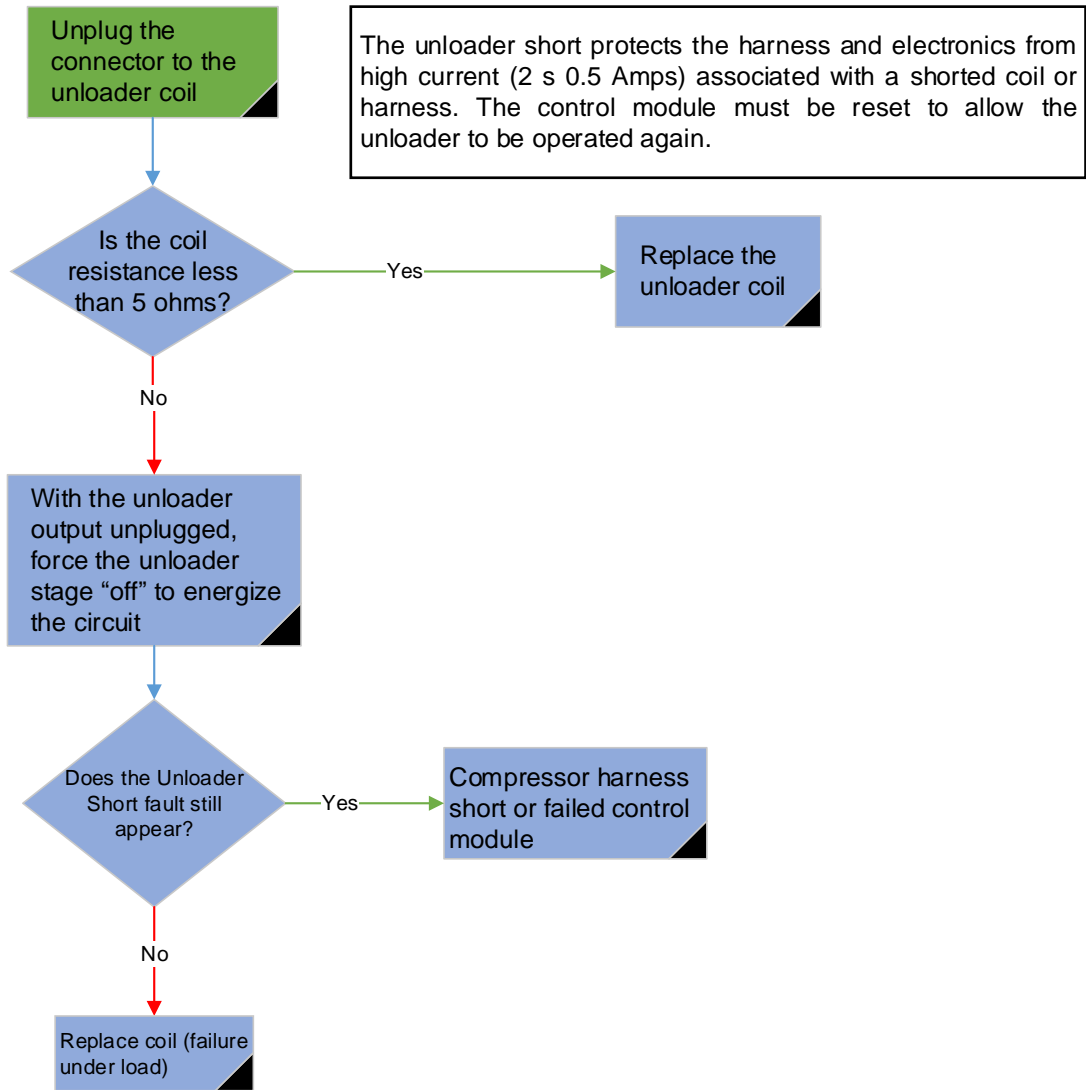 Unplug the
connector to the
unloader coil
The unloader short protects the harness and electronics from
high current (2 s 0.5 Amps) associated with a shorted coil or
harness. The control module must be reset to allow the
unloader to be operated again.
Is the coil
resistance less
than 5 ohms?
Yes
Replace the
unloader coil
No
With the unloader
output unplugged,
force the unloader
stage “off” to energize
the circuit
Does the Unloader
Short fault still
appear?
Yes
Compressor harness
short or failed control
module
No
Replace coil (failure
under load)